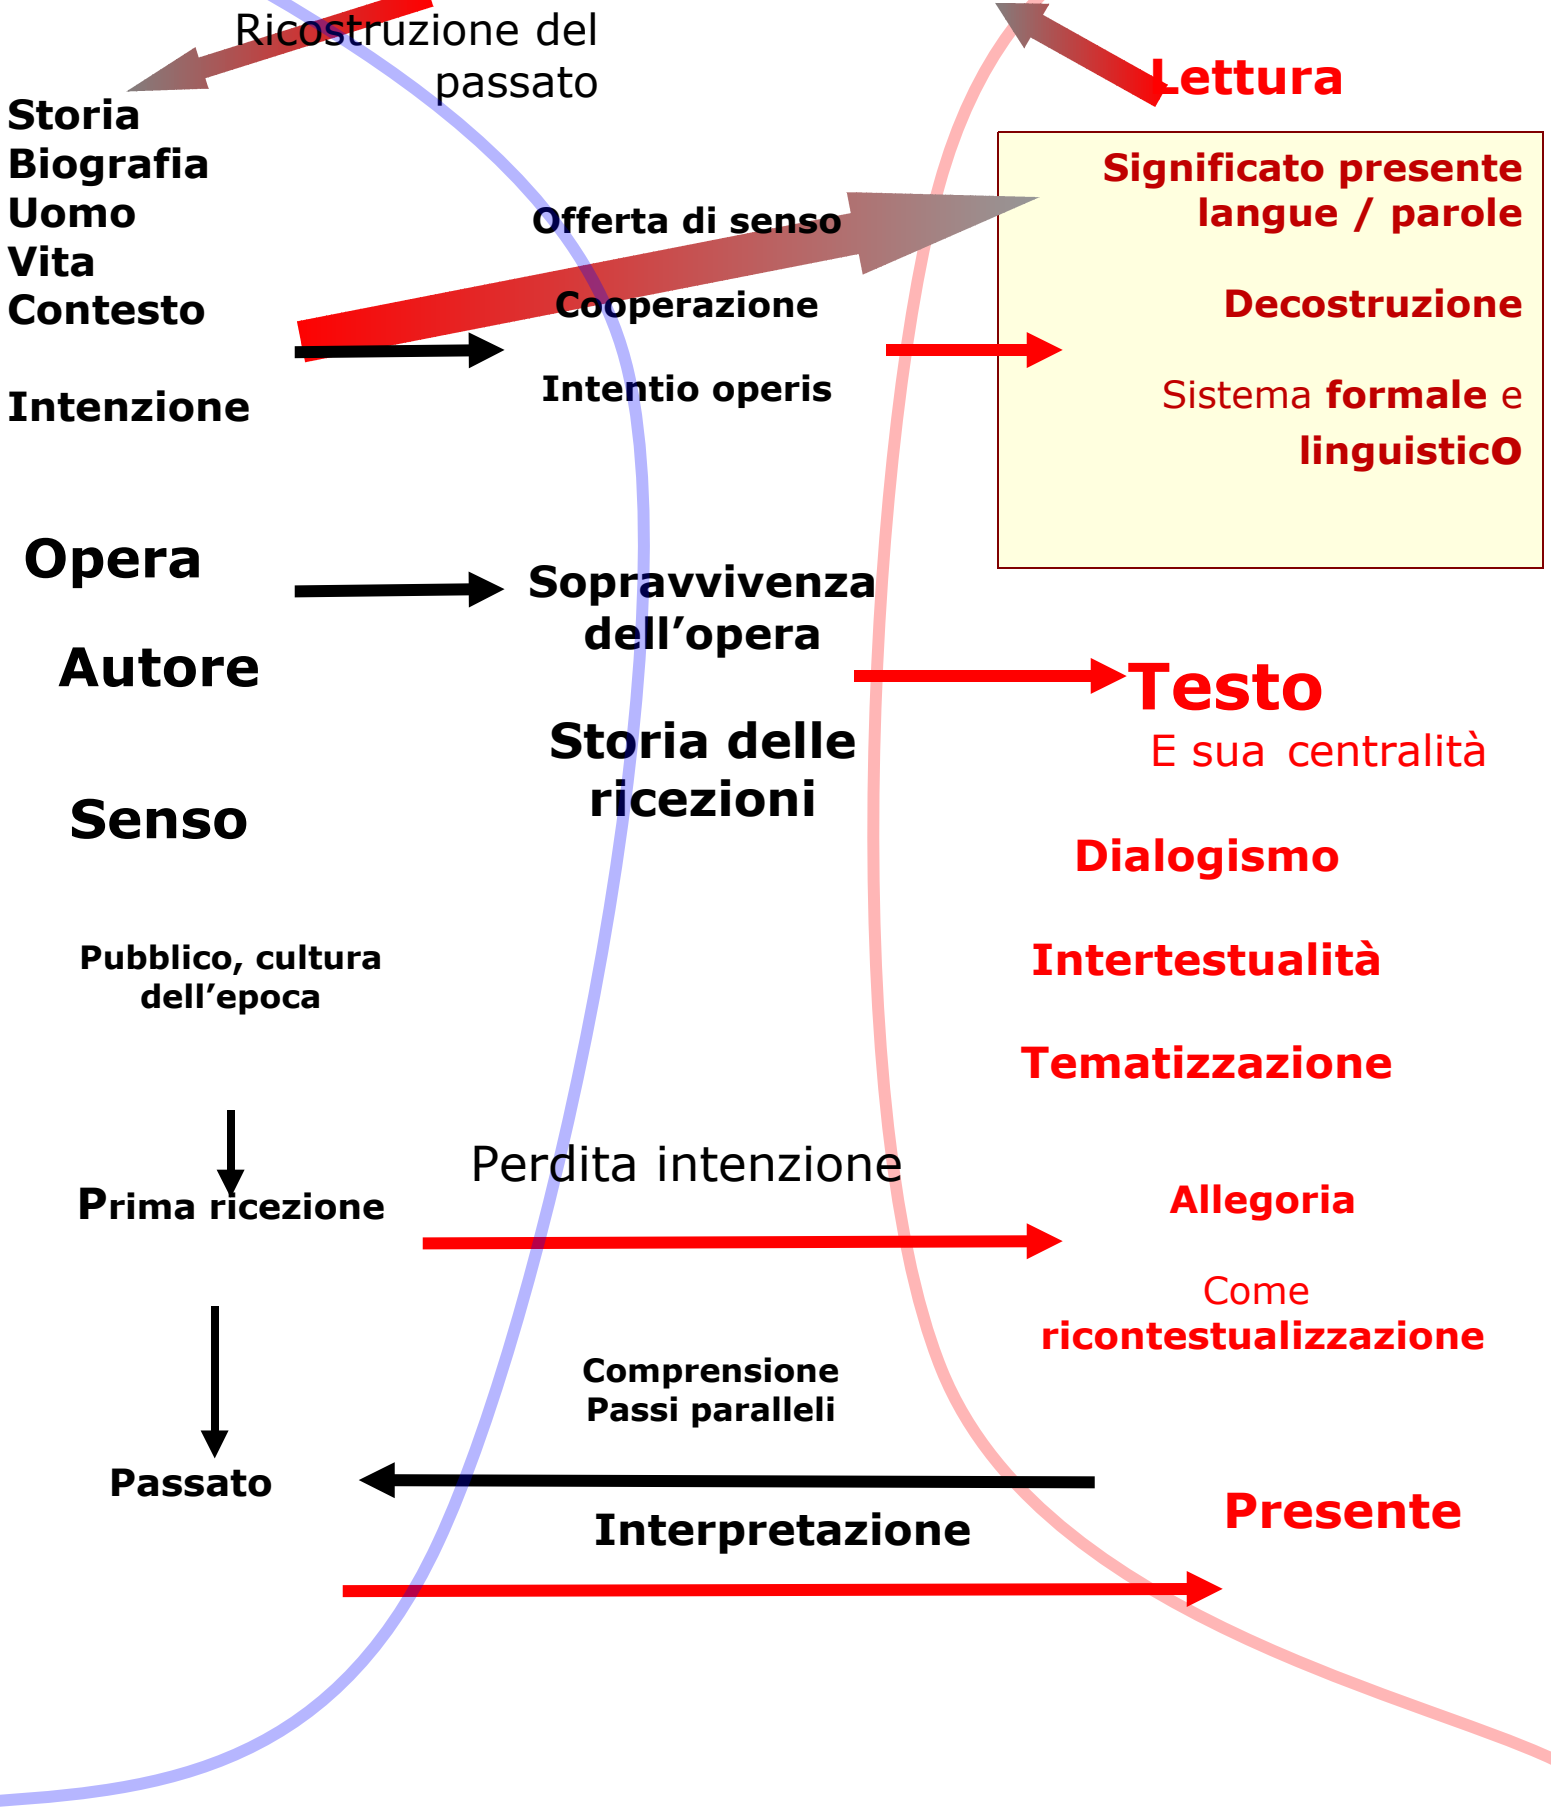 Ricostruzione del
passato
Storia
Biografia
Uomo
Vita
Contesto
Intenzione
Opera
Autore
Senso
Pubblico, cultura
dell’epoca
Prima ricezione
Passato
Offerta di senso
Cooperazione
Intentio operis
Sopravvivenza
dell’opera
Storia delle
ricezioni
Perdita intenzione
Comprensione
Passi paralleli
Interpretazione
Lettura
Significato presente
langue / parole
Decostruzione
Sistema formale e
linguistico
Testo
E sua centralità
Dialogismo
Intertestualità
Tematizzazione
Allegoria
Come
ricontestualizzazione
Presente